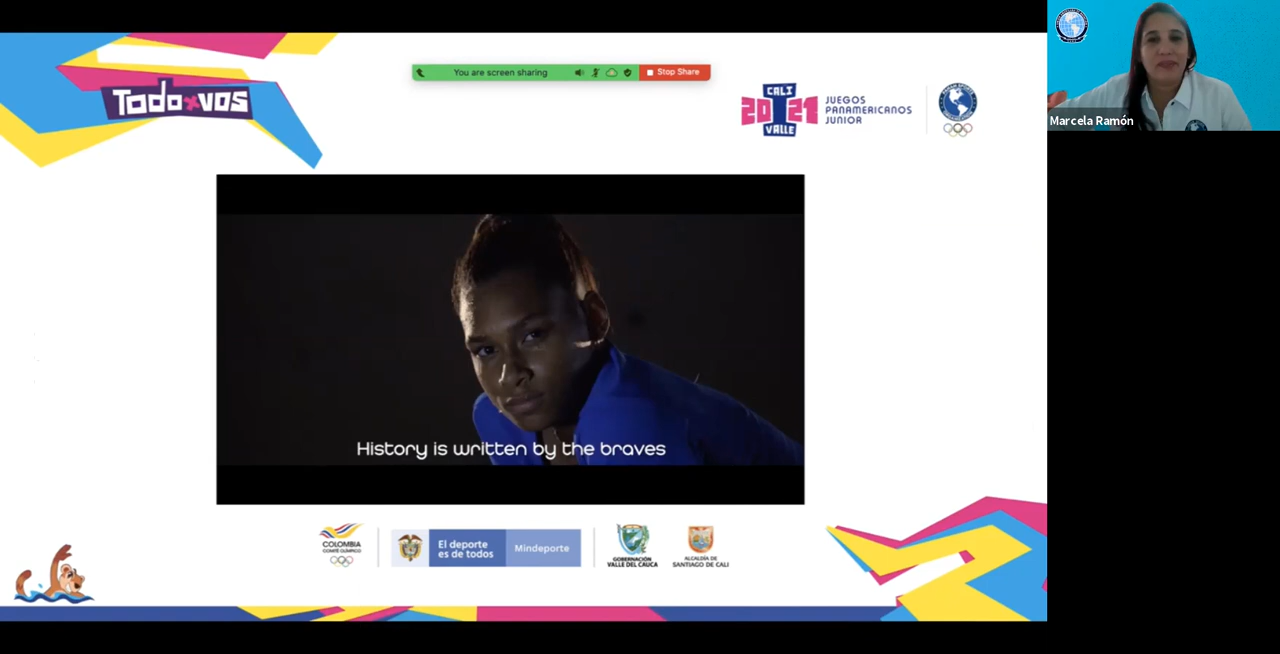 You are screen sharing
Stop Share
Todo x vos
CALI
2021
VALLE
JUEGOS
PANAMERICANOS
JUNIOR
Marcela Ramón
History is written by the braves
COLOMBIA
COMITÉ OLÍMPICO
El deporte
es de todos
Mindeporte
GOBERNACIÓN
VALLE DEL CAUCA
ALCALDÍA DE
SANTIAGO DE CALI